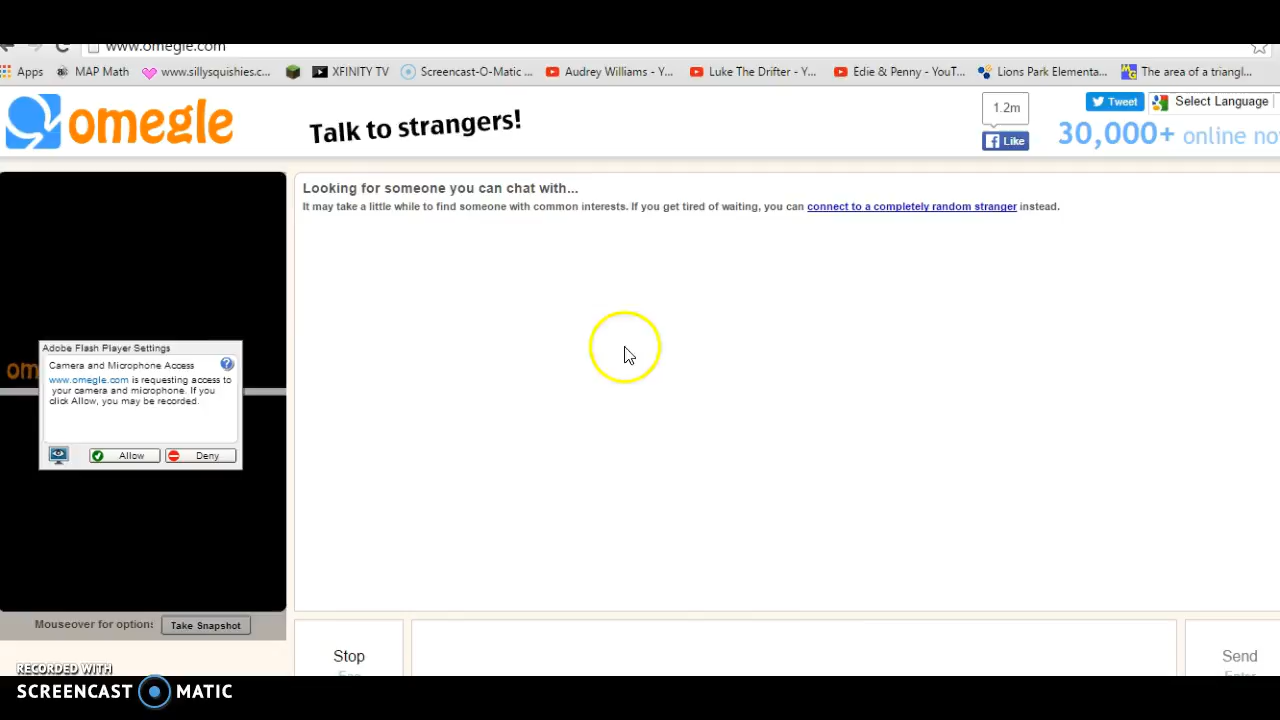 www.omegle.com
Apps MAP Math www.sillysquishies.c... XFINITY TV Screencast-O-Matic ... Audrey Williams - Y... Luke The Drifter - Y... Edie & Penny - YouT... Lions Park Elementa... The area of a triangl...
omegle Talk to strangers! 1.2m Like Tweet Select Language
30,000+ online no
Looking for someone you can chat with...
It may take a little while to find someone with common interests. If you get tired of waiting, you can connect to a completely random stranger instead.
om
Adobe Flash Player Settings
Camera and Microphone Access
www.omegle.com is requesting access to
your camera and microphone. If you
click Allow, you may be recorded.
Allow Deny
Mouseover for option: Take Snapshot
Stop
Send
RECORDED WITH
SCREENCAST MATIC